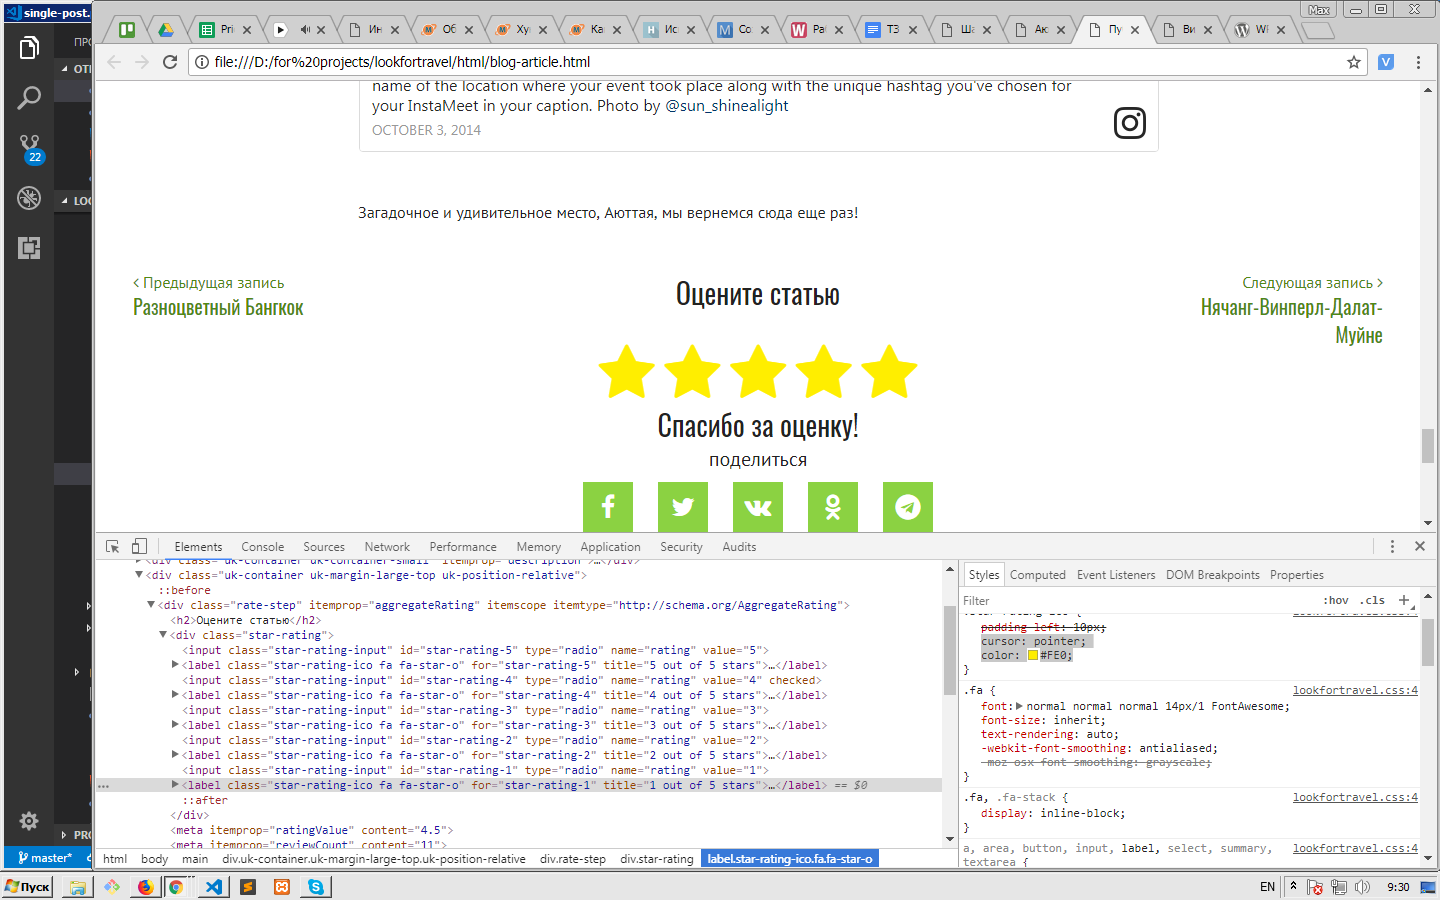 single-post.
Max
Pri
Ин
Об
Ху
Ка
Ис
Co
Раб
ТЗ
Ша
Ак
Пу
Ви
file:///D:/for%20projects/lookfortravel/html/blog-article.html
name of the location where your event took place along with the unique hashtag you've chosen for
your InstaMeet in your caption. Photo by @sun_shinealight
OCTOBER 3, 2014
22
Загадочное и удивительное место, Аюттая, мы вернемся сюда еще раз!
Предыдущая запись
Разноцветный Бангкок
Оцените статью
Следующая запись
Нячанг-Винперл-Далат-
Муйне
Спасибо за оценку!
поделиться
Elements Console Sources Network Performance Memory Application Security Audits
<div class="uk-container uk-container-small" itemprop="description">…</div>
<div class="uk-container uk-margin-large-top uk-position-relative">
::before
<div class="rate-step" itemprop="aggregateRating" itemscope itemtype="http://schema.org/AggregateRating">
<h2>Оцените статью</h2>
<div class="star-rating">
<input class="star-rating-input" id="star-rating-5" type="radio" name="rating" value="5">
<label class="star-rating-ico fa fa-star-o" for="star-rating-5" title="5 out of 5 stars">…</label>
<input class="star-rating-input" id="star-rating-4" type="radio" name="rating" value="4" checked>
<label class="star-rating-ico fa fa-star-o" for="star-rating-4" title="4 out of 5 stars">…</label>
<input class="star-rating-input" id="star-rating-3" type="radio" name="rating" value="3">
<label class="star-rating-ico fa fa-star-o" for="star-rating-3" title="3 out of 5 stars">…</label>
<input class="star-rating-input" id="star-rating-2" type="radio" name="rating" value="2">
<label class="star-rating-ico fa fa-star-o" for="star-rating-2" title="2 out of 5 stars">…</label>
<input class="star-rating-input" id="star-rating-1" type="radio" name="rating" value="1">
<label class="star-rating-ico fa fa-star-o" for="star-rating-1" title="1 out of 5 stars">…</label> == $0
::after
</div>
<meta itemprop="ratingValue" content="4.5">
<meta itemprop="reviewCount" content="11">
html body main div.uk-container.uk-margin-large-top.uk-position-relative div.rate-step div.star-rating label.star-rating-ico.fa.fa-star-o
Styles Computed Event Listeners DOM Breakpoints Properties
Filter :hov .cls +
padding-left: 10px;
cursor: pointer;
color: #FE0;
}
.fa { lookfortravel.css:4
font: normal normal normal 14px/1 FontAwesome;
font-size: inherit;
text-rendering: auto;
-webkit-font-smoothing: antialiased;
-moz-osx-font-smoothing: grayscale;
}
.fa, .fa-stack { lookfortravel.css:4
display: inline-block;
}
a, area, button, input, label, select, summary, lookfortravel.css:4
textarea {
master*
Пуск
EN
9:30